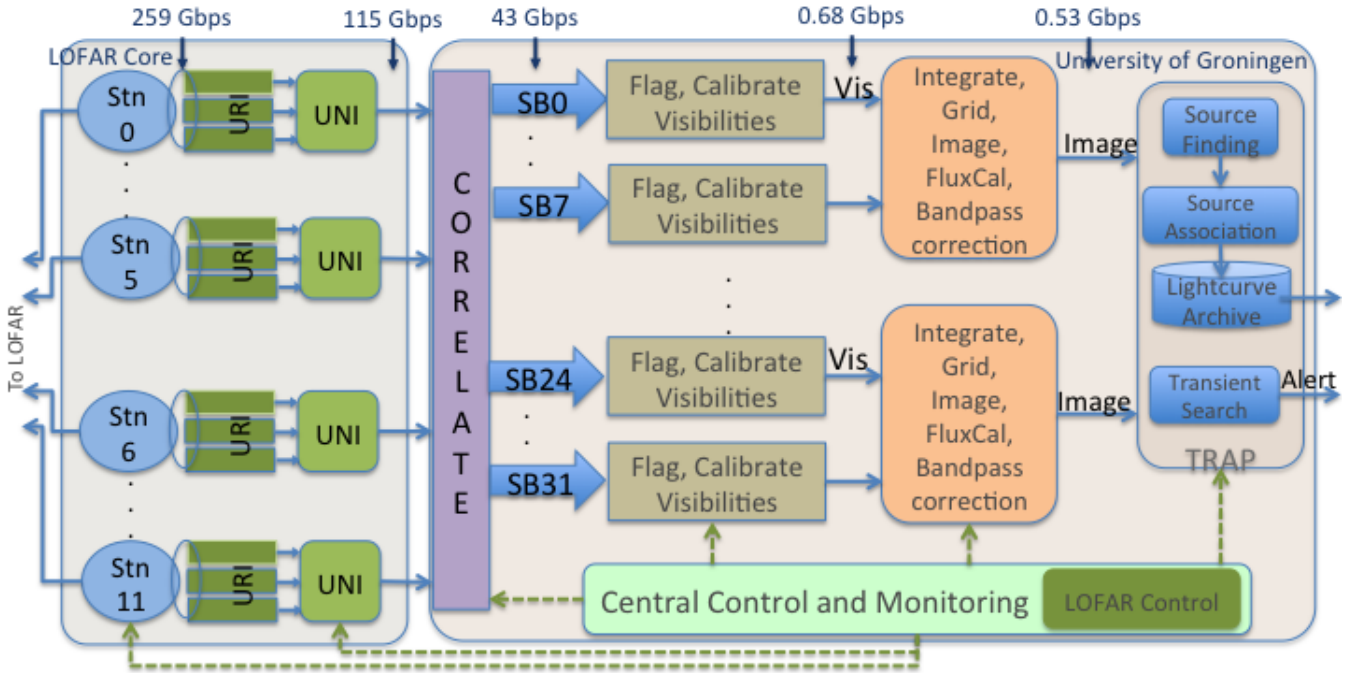 259 Gbps
115 Gbps
43 Gbps
0.68 Gbps
0.53 Gbps
LOFAR Core
University of Groningen
Stn
0
URI
UNI
Stn
5
URI
UNI
Stn
6
URI
UNI
Stn
11
URI
UNI
To LOFAR
CORRELATE
SB0
SB7
SB24
SB31
Flag, Calibrate
Visibilities
Flag, Calibrate
Visibilities
Flag, Calibrate
Visibilities
Flag, Calibrate
Visibilities
Vis
Vis
Integrate,
Grid,
Image,
FluxCal,
Bandpass
correction
Integrate,
Grid,
Image,
FluxCal,
Bandpass
correction
Image
Image
Source
Finding
Source
Association
Lightcurve
Archive
Transient
Search
Alert
TRAP
Central Control and Monitoring
LOFAR Control